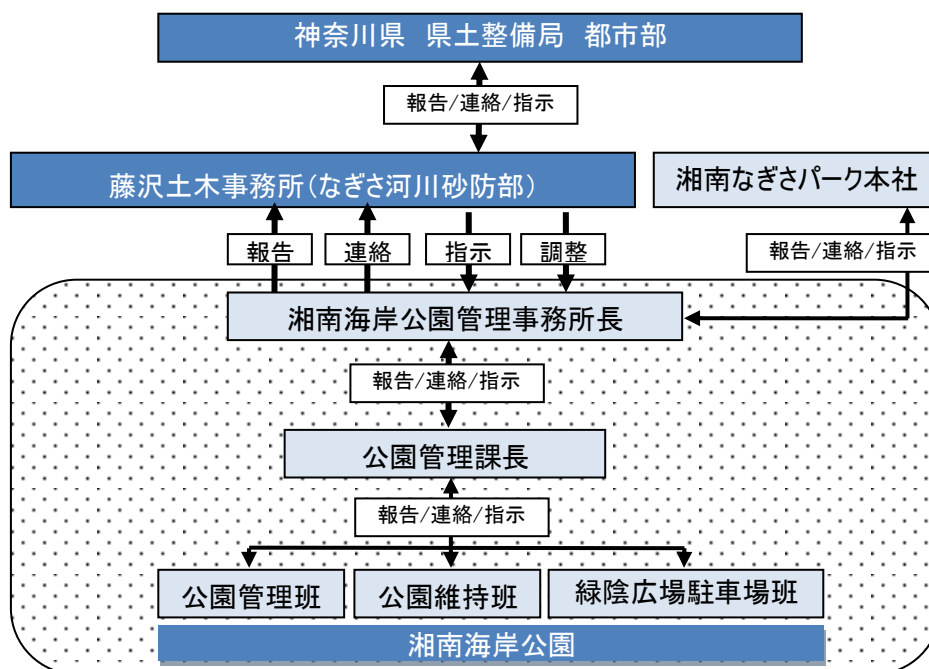 神奈川県 県土整備局 都市部
報告/連絡/指示
藤沢土木事務所(なぎさ河川砂防部)
湘南なぎさパーク本社
報告
連絡
指示
調整
報告/連絡/指示
湘南海岸公園管理事務所長
報告/連絡/指示
公園管理課長
報告/連絡/指示
公園管理班
公園維持班
緑陰広場駐車場班
湘南海岸公園